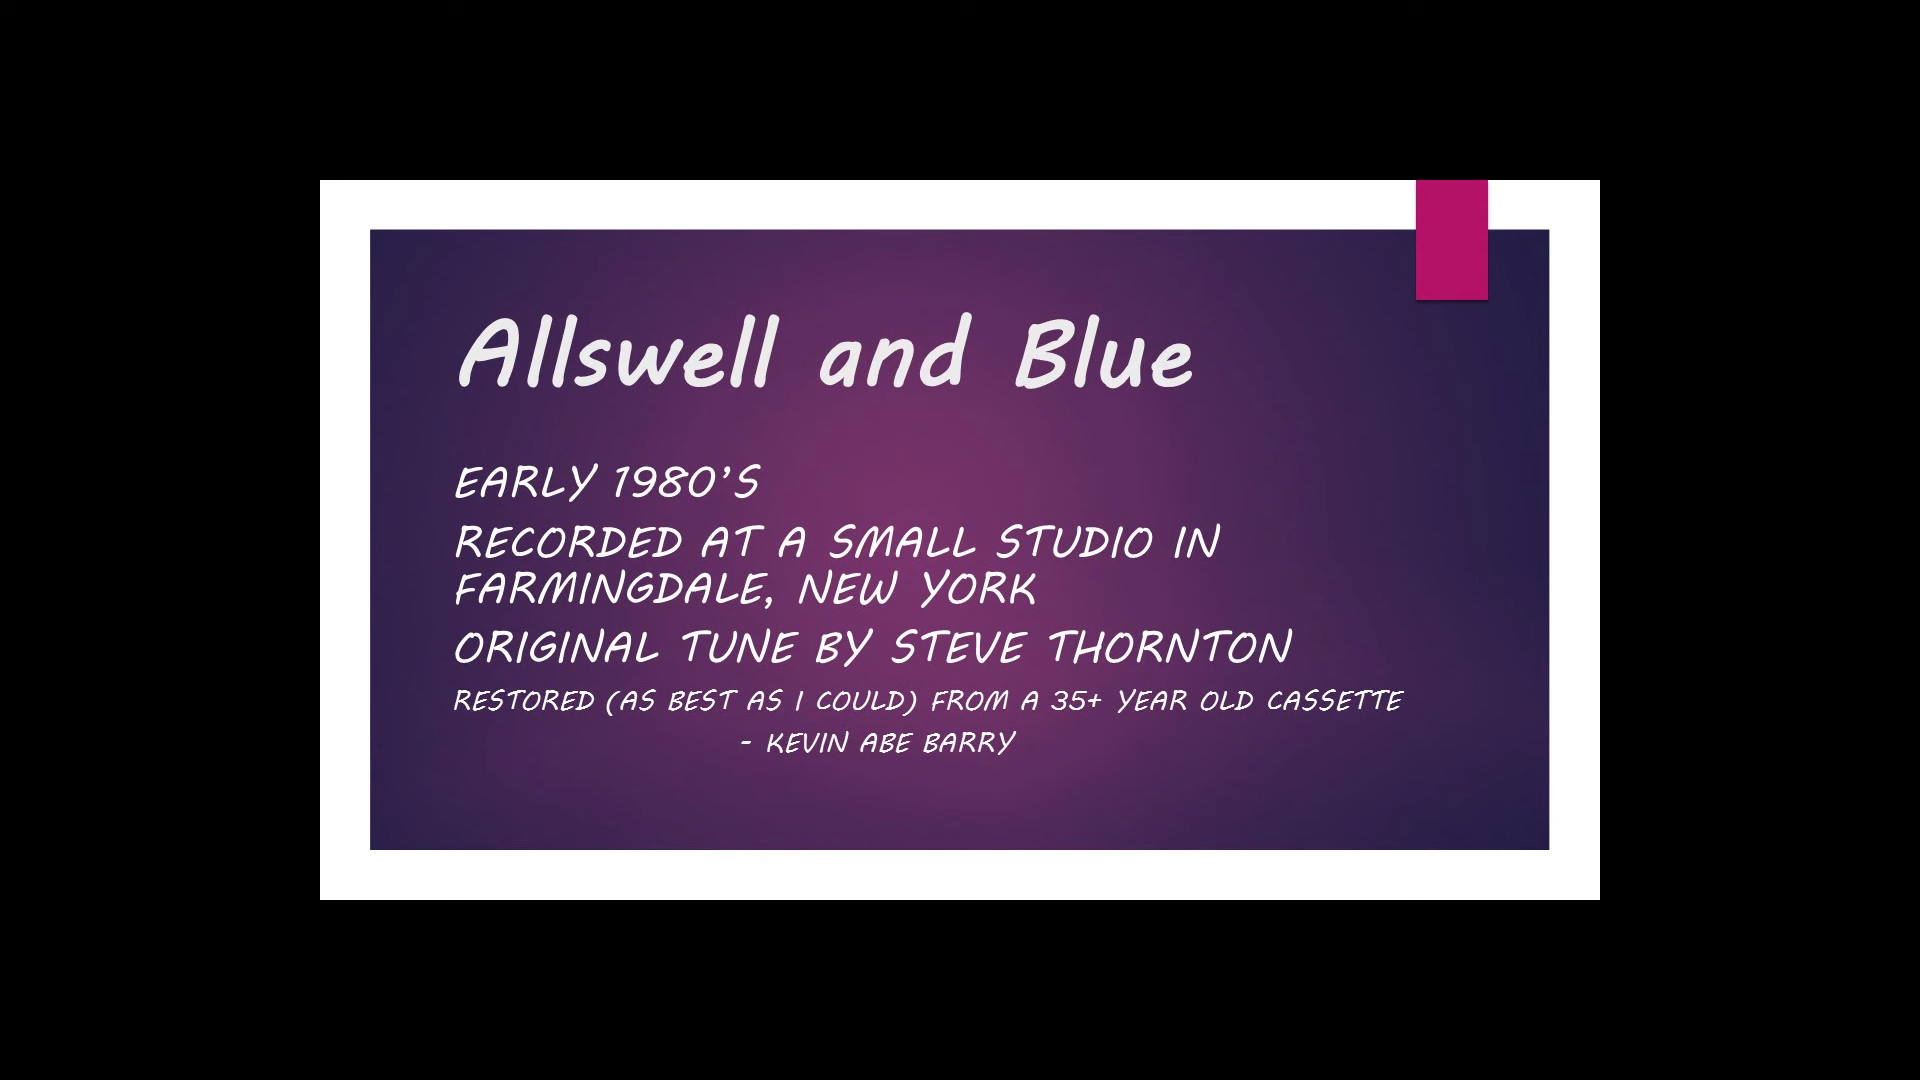 Allswell and Blue
EARLY 1980'S
RECORDED AT A SMALL STUDIO IN
FARMINGDALE, NEW YORK
ORIGINAL TUNE BY STEVE THORNTON
RESTORED (AS BEST AS I COULD) FROM A 35+ YEAR OLD CASSETTE
- KEVIN ABE BARRY